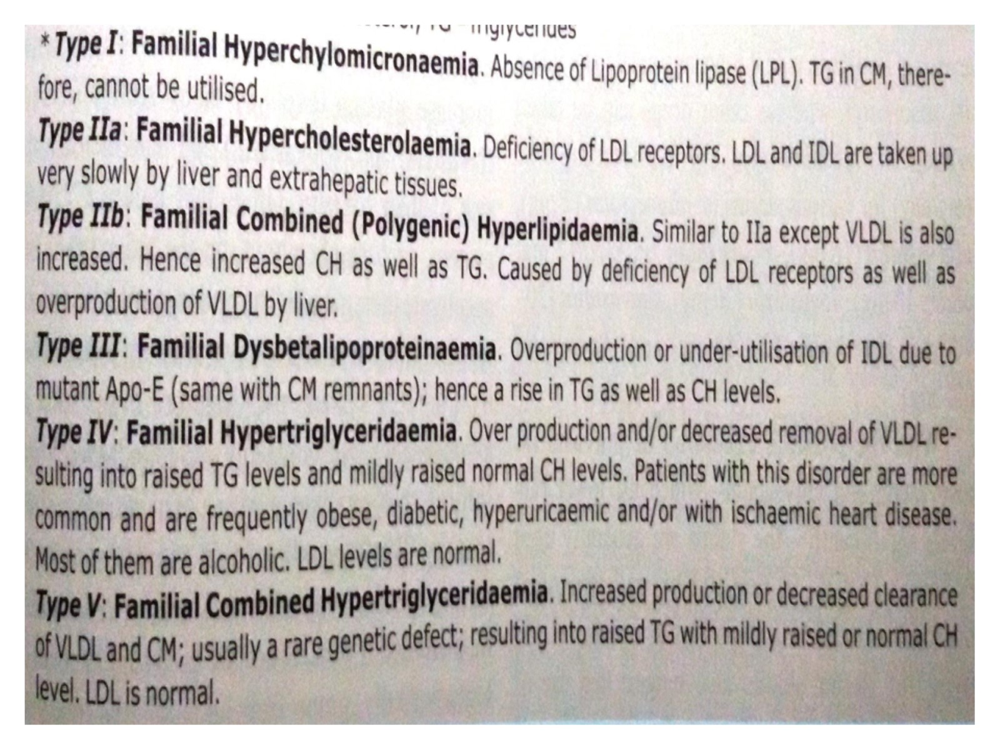 TG - Triglycerides
* Type I: Familial Hyperchylomicronaemia. Absence of Lipoprotein lipase (LPL). TG in CM, there-
fore, cannot be utilised.
Type IIa: Familial Hypercholesterolaemia. Deficiency of LDL receptors. LDL and IDL are taken up
very slowly by liver and extrahepatic tissues.
Type IIb: Familial Combined (Polygenic) Hyperlipidaemia. Similar to IIa except VLDL is also
increased. Hence increased CH as well as TG. Caused by deficiency of LDL receptors as well as
overproduction of VLDL by liver.
Type III: Familial Dysbetalipoproteinaemia. Overproduction or under-utilisation of IDL due to
mutant Apo-E (same with CM remnants); hence a rise in TG as well as CH levels.
Type IV: Familial Hypertriglyceridaemia. Over production and/or decreased removal of VLDL re-
sulting into raised TG levels and mildly raised normal CH levels. Patients with this disorder are more
common and are frequently obese, diabetic, hyperuricaemic and/or with ischaemic heart disease.
Most of them are alcoholic. LDL levels are normal.
Type V: Familial Combined Hypertriglyceridaemia. Increased production or decreased clearance
of VLDL and CM; usually a rare genetic defect; resulting into raised TG with mildly raised or normal CH
level. LDL is normal.